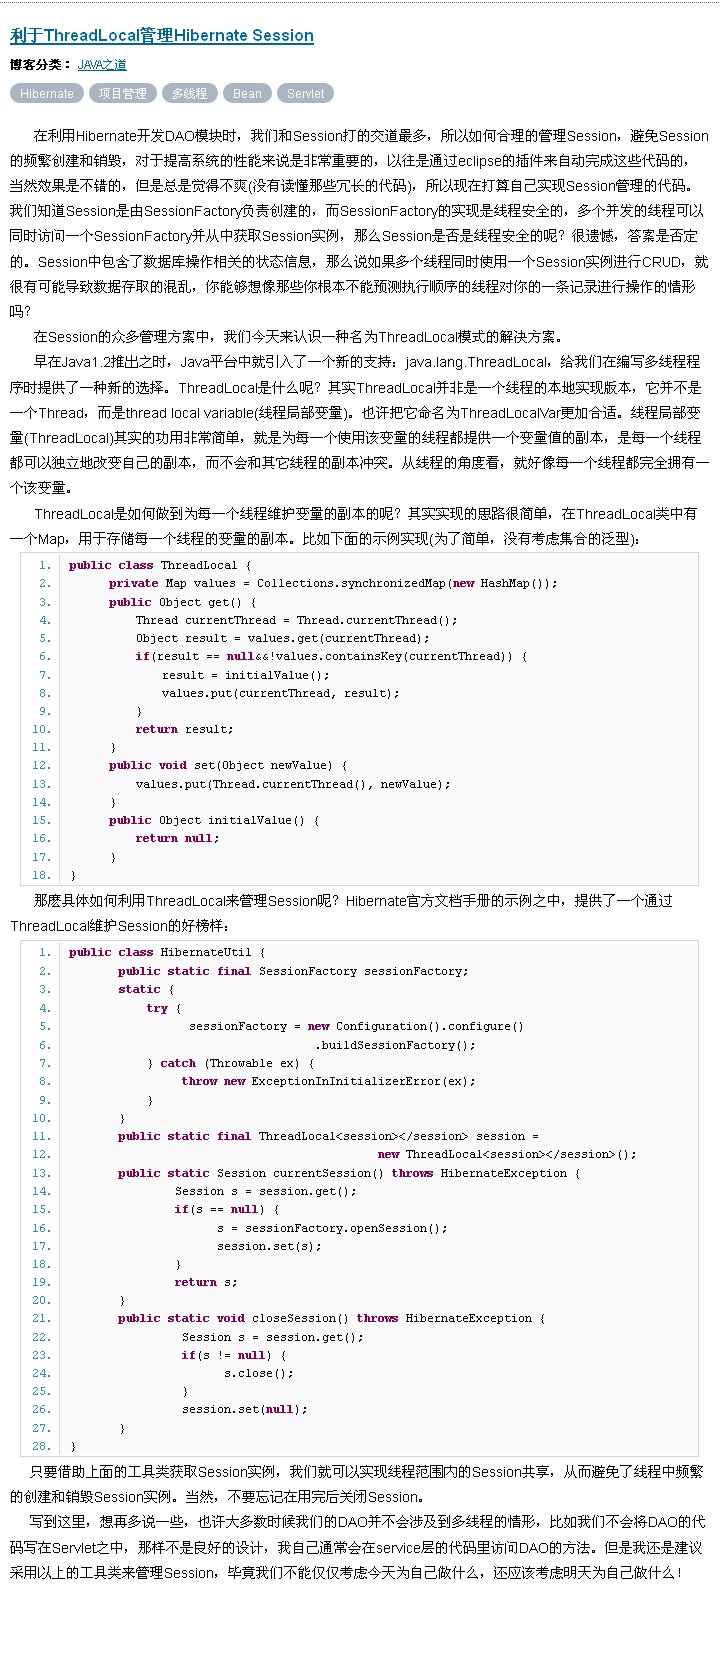 利于ThreadLocal管理Hibernate Session
博客分类： JAVA之道
Hibernate 项目管理 多线程 Bean Servlet
在利用Hibernate开发DAO模块时，我们和Session打的交道最多，所以如何合理的管理Session，避免Session
的频繁创建和销毁，对于提高系统的性能来说是非常重要的，以往是通过eclipse的插件来自动完成这些代码的，
当然效果是不错的，但是总是觉得不爽(没有读懂那些冗长的代码)，所以现在打算自己实现Session管理的代码。
我们知道Session是由SessionFactory负责创建的，而SessionFactory的实现是线程安全的，多个并发的线程可以
同时访问一个SessionFactory并从中获取Session实例，那么Session是否是线程安全的呢？很遗憾，答案是否定
的。Session中包含了数据库操作相关的状态信息，那么说如果多个线程同时使用一个Session实例进行CRUD，就
很有可能导致数据存取的混乱，你能够想像那些你根本不能预测执行顺序的线程对你的一条记录进行操作的情形
吗？
在Session的众多管理方案中，我们今天来认识一种名为ThreadLocal模式的解决方案。
早在Java1.2推出之时，Java平台中就引入了一个新的支持：java.lang.ThreadLocal，给我们在编写多线程程
序时提供了一种新的选择。ThreadLocal是什么呢？其实ThreadLocal并非是一个线程的本地实现版本，它并不是
一个Thread，而是thread local variable(线程局部变量)。也许把它命名为ThreadLocalVar更加合适。线程局部变
量(ThreadLocal)其实的功用非常简单，就是为每一个使用该变量的线程都提供一个变量值的副本，是每一个线程
都可以独立地改变自己的副本，而不会和其它线程的副本冲突。从线程的角度看，就好像每一个线程都完全拥有一
个该变量。
ThreadLocal是如何做到为每一个线程维护变量的副本的呢？其实实现的思路很简单，在ThreadLocal类中有
一个Map，用于存储每一个线程的变量的副本。比如下面的示例实现(为了简单，没有考虑集合的泛型)：
1. public class ThreadLocal {
2. private Map values = Collections.synchronizedMap(new HashMap());
3. public Object get() {
4. Thread currentThread = Thread.currentThread();
5. Object result = values.get(currentThread);
6. if(result == null&&!values.containsKey(currentThread)) {
7. result = initialValue();
8. values.put(currentThread, result);
9. }
10. return result;
11. }
12. public void set(Object newValue) {
13. values.put(Thread.currentThread(), newValue);
14. }
15. public Object initialValue() {
16. return null;
17. }
18. }
那麽具体如何利用ThreadLocal来管理Session呢？Hibernate官方文档手册的示例之中，提供了一个通过
ThreadLocal维护Session的好榜样：
1. public class HibernateUtil {
2. public static final SessionFactory sessionFactory;
3. static {
4. try {
5. sessionFactory = new Configuration().configure()
6. .buildSessionFactory();
7. } catch (Throwable ex) {
8. throw new ExceptionInInitializerError(ex);
9. }
10. }
11. public static final ThreadLocal<session></session> session =
12. new ThreadLocal<session></session>();
13. public static Session currentSession() throws HibernateException {
14. Session s = session.get();
15. if(s == null) {
16. s = sessionFactory.openSession();
17. session.set(s);
18. }
19. return s;
20. }
21. public static void closeSession() throws HibernateException {
22. Session s = session.get();
23. if(s != null) {
24. s.close();
25. }
26. session.set(null);
27. }
28. }
只要借助上面的工具类获取Session实例，我们就可以实现线程范围内的Session共享，从而避免了线程中频繁
的创建和销毁Session实例。当然，不要忘记在用完后关闭Session。
写到这里，想再多说一些，也许大多数时候我们的DAO并不会涉及到多线程的情形，比如我们不会将DAO的代
码写在Servlet之中，那样不是良好的设计，我自己通常会在service层的代码里访问DAO的方法。但是我还是建议
采用以上的工具类来管理Session，毕竟我们不能仅仅考虑今天为自己做什么，还应该考虑明天为自己做什么！